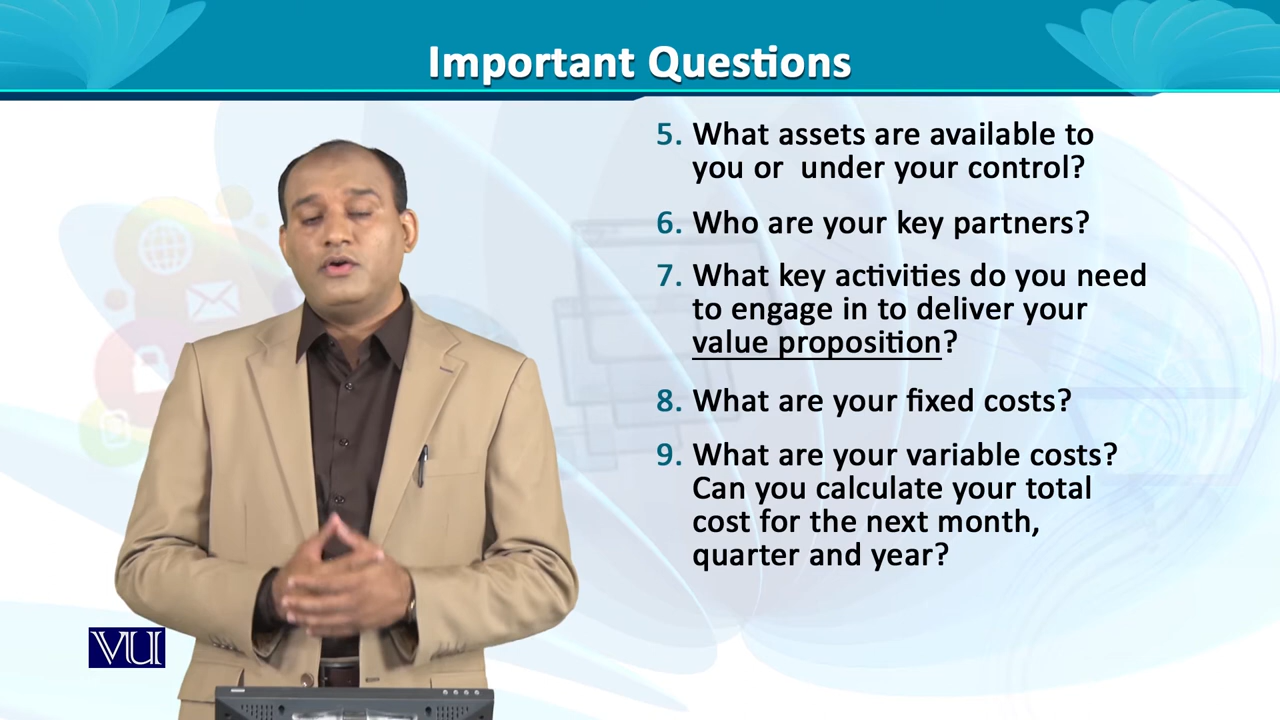 Important Questions
5. What assets are available to
you or under your control?
6. Who are your key partners?
7. What key activities do you need
to engage in to deliver your
value proposition?
8. What are your fixed costs?
9. What are your variable costs?
Can you calculate your total
cost for the next month,
quarter and year?
VU